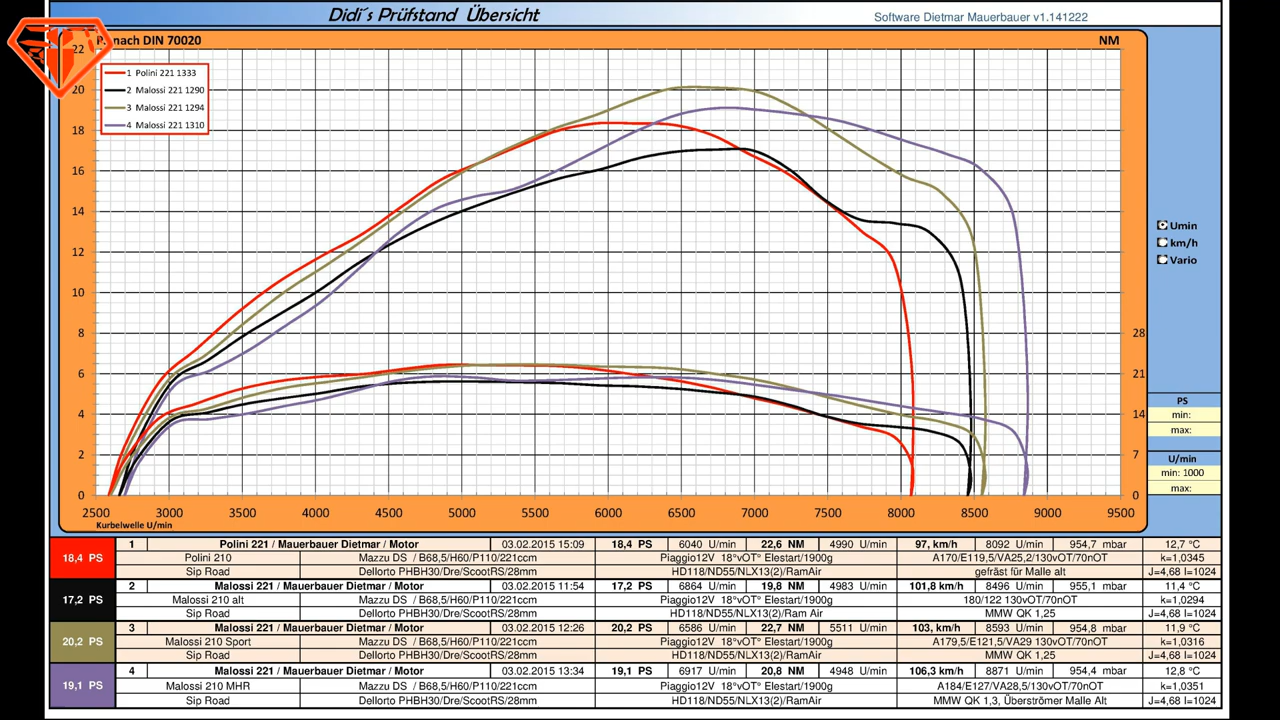 Didi´s Prüfstand Übersicht
Software Dietmar Mauerbauer v1.141222
nach DIN 70020
NM
1 Polini 221 1333
2 Malossi 221 1290
3 Malossi 221 1294
4 Malossi 221 1310
22
20
18
16
14
12
10
8
6
4
2
0
28
21
14
7
0
2500 3000 3500 4000 4500 5000 5500 6000 6500 7000 7500 8000 8500 9000 9500
Kurbelwelle U/min
Umin
km/h
Vario
PS
min:
max:
U/min
min: 1000
max:
18,4 PS
1 Polini 221 / Mauerbauer Dietmar / Motor 03.02.2015 15:09 18,4 PS 6040 U/min 22,6 NM 4990 U/min 97, km/h 8092 U/min 954,7 mbar 12,7 °C
Polini 210 Mazzu DS / B68,5/H60/P110/221ccm Piaggio12V 18°vOT° Elestart/1900g A170/E119,5/VA25,2/130vOT/70nOT k=1,0345
Sip Road Dellorto PHBH30/Dre/ScootRS/28mm HD118/ND55/NLX13(2)/RamAir gefräst für Malle alt J=4,68 I=1024
17,2 PS
2 Malossi 221 / Mauerbauer Dietmar / Motor 03.02.2015 11:54 17,2 PS 6864 U/min 19,8 NM 4983 U/min 101,8 km/h 8496 U/min 955,1 mbar 11,4 °C
Malossi 210 alt Mazzu DS / B68,5/H60/P110/221ccm Piaggio12V 18°vOT° Elestart/1900g 180/122 130vOT/70nOT k=1,0294
Sip Road Dellorto PHBH30/Dre/ScootRS/28mm HD118/ND55/NLX13(2)/Ram Air MMW QK 1,25 J=4,68 I=1024
20,2 PS
3 Malossi 221 / Mauerbauer Dietmar / Motor 03.02.2015 12:26 20,2 PS 6586 U/min 22,7 NM 5511 U/min 103, km/h 8593 U/min 954,8 mbar 11,9 °C
Malossi 210 Sport Mazzu DS / B68,5/H60/P110/221ccm Piaggio12V 18°vOT° Elestart/1900g A179,5/E121,5/VA29 130vOT/70nOT k=1,0316
Sip Road Dellorto PHBH30/Dre/ScootRS/28mm HD118/ND55/NLX13(2)/RamAir MMW QK 1,25 J=4,68 I=1024
19,1 PS
4 Malossi 221 / Mauerbauer Dietmar / Motor 03.02.2015 13:34 19,1 PS 6917 U/min 20,8 NM 4948 U/min 106,3 km/h 8871 U/min 954,4 mbar 12,8 °C
Malossi 210 MHR Mazzu DS / B68,5/H60/P110/221ccm Piaggio12V 18°vOT° Elestart/1900g A184/E127/VA28,5/130vOT/70nOT k=1,0351
Sip Road Dellorto PHBH30/Dre/ScootRS/28mm HD118/ND55/NLX13(2)/RamAir MMW QK 1,3, Überströmer Malle Alt J=4,68 I=1024